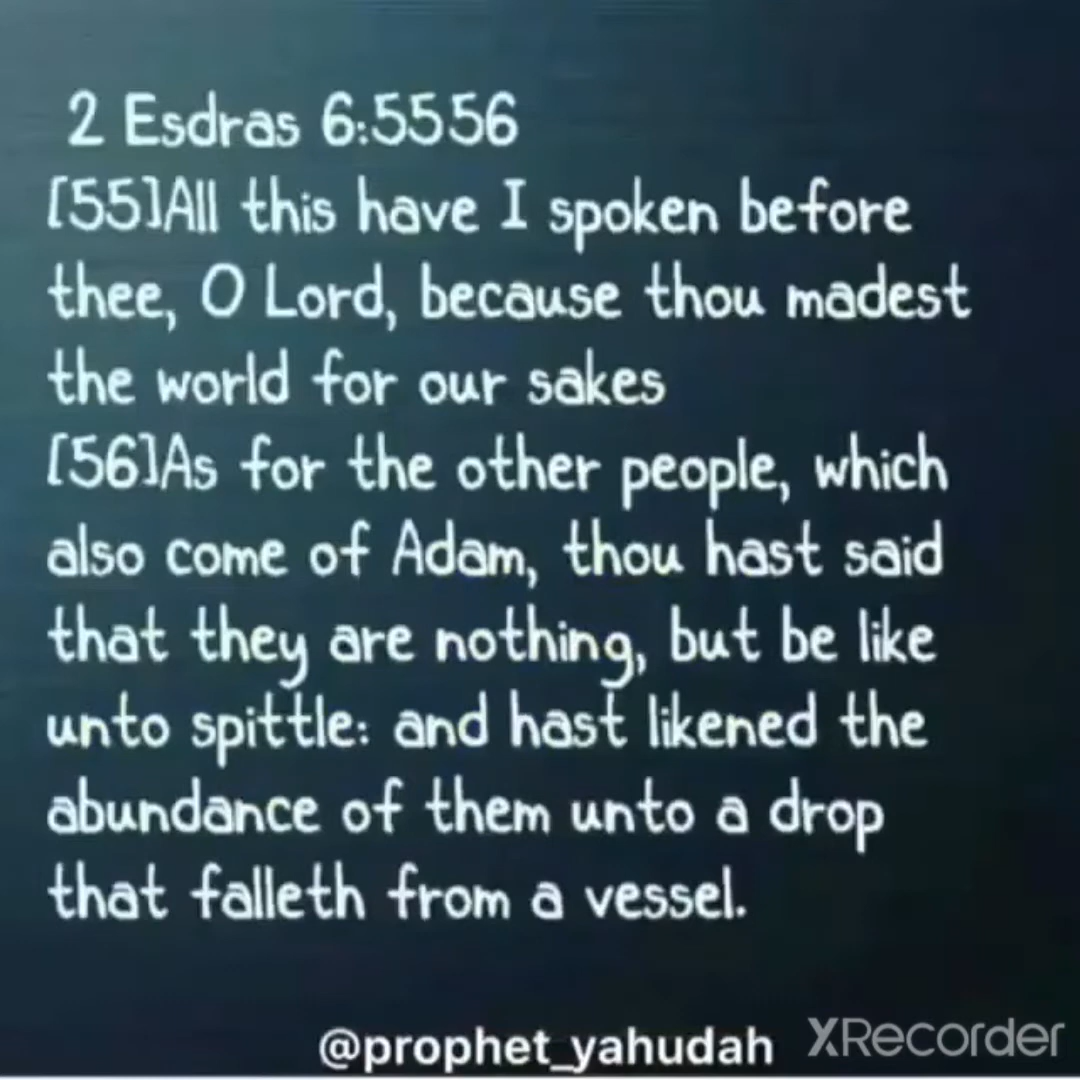 2 Esdras 6:5556
[55]All this have I spoken before
thee, O Lord, because thou madest
the world for our sakes
[56]As for the other people, which
also come of Adam, thou hast said
that they are nothing, but be like
unto spittle: and hast likened the
abundance of them unto a drop
that falleth from a vessel.
@prophet_yahudah
XRecorder